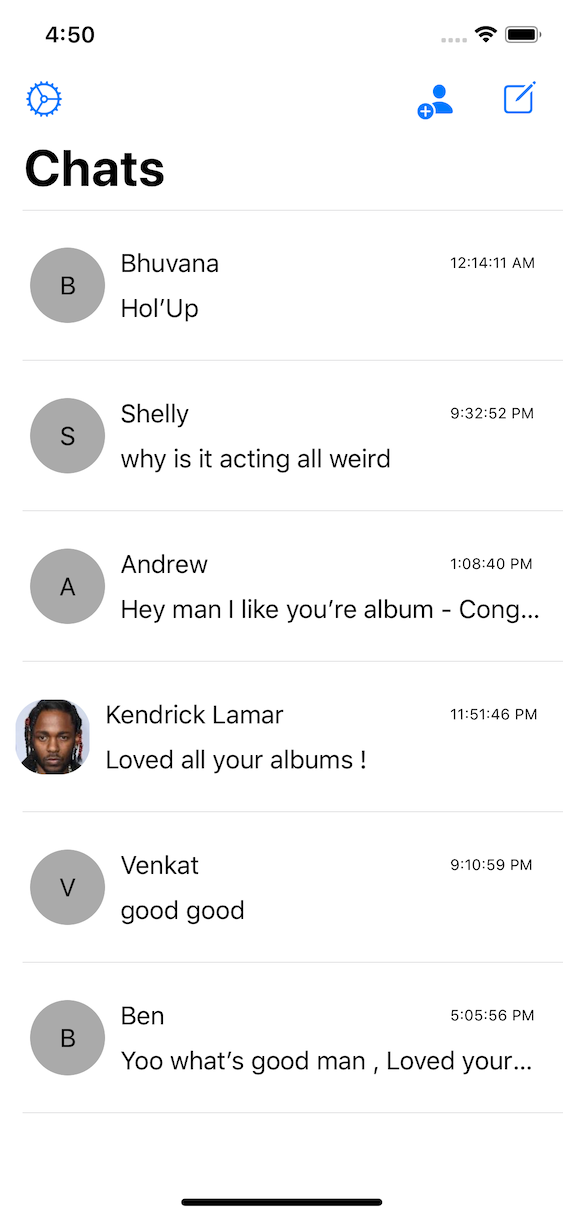 4:50
Chats
B
Bhuvana
12:14:11 AM
Hol’Up
S
Shelly
9:32:52 PM
why is it acting all weird
A
Andrew
1:08:40 PM
Hey man I like you’re album - Cong...
Kendrick Lamar
11:51:46 PM
Loved all your albums !
V
Venkat
9:10:59 PM
good good
B
Ben
5:05:56 PM
Yoo what’s good man , Loved your...